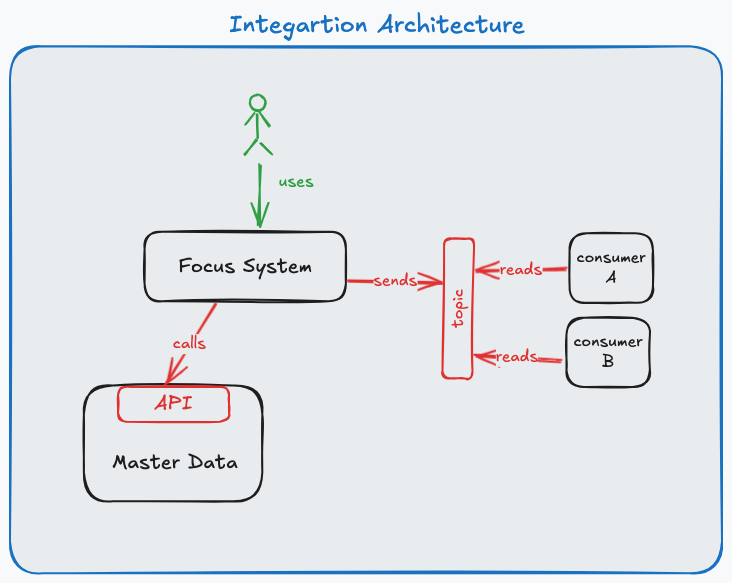 Integartion Architecture
uses
Focus System
sends
topic
reads
consumer
A
reads
consumer
B
calls
API
Master Data